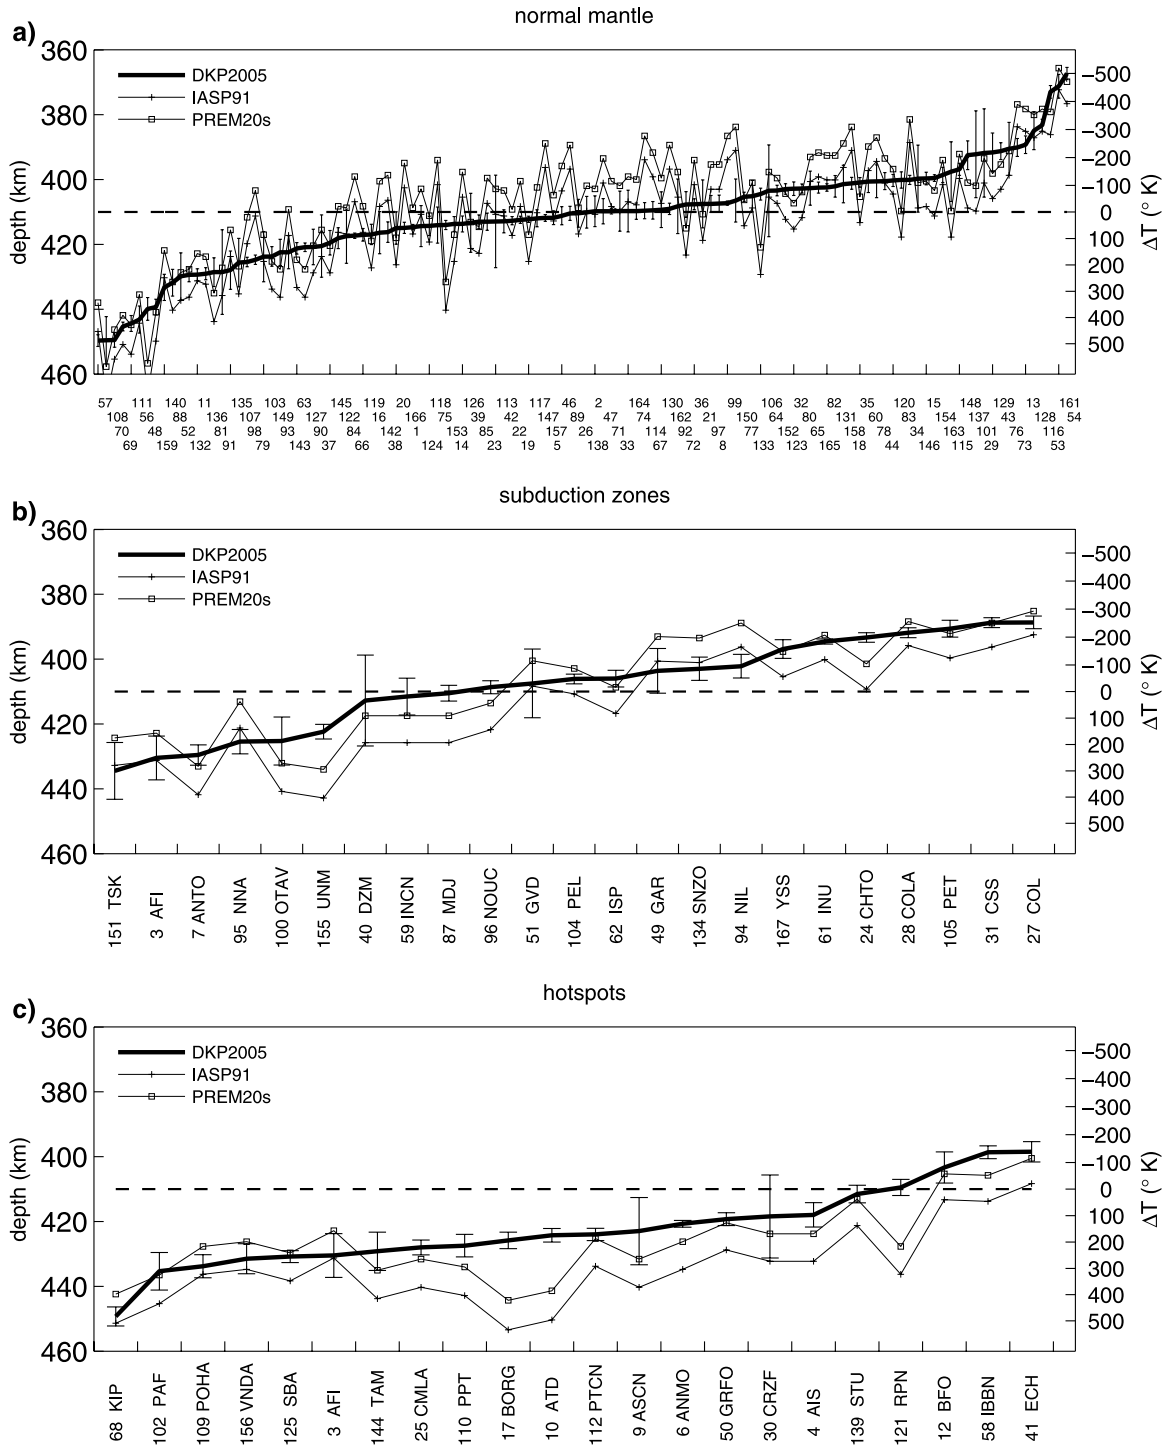 normal mantle
a)
360
380
400
420
440
460
depth (km)
DKP2005
IASP91
PREM20s
−500
−400
−300
−200
−100
0
100
200
300
400
500
ΔT (° K)
57 111 140 11 135 103 63 145 119 20 118 126 113 117 46 2 164 130 36 99 106 32 82 35 120 15 148 129 13 161
108 56 88 136 107 149 127 122 16 166 75 39 42 147 89 47 74 162 21 150 64 80 131 60 83 154 137 43 128 54
70 48 52 81 98 93 90 84 142 1 153 85 22 157 26 71 114 92 97 77 152 65 158 78 34 163 101 76 116
69 159 132 91 79 143 37 66 38 124 14 23 19 5 138 33 67 72 8 133 123 165 18 44 146 115 29 73 53
subduction zones
b)
360
380
400
420
440
460
depth (km)
DKP2005
IASP91
PREM20s
−500
−400
−300
−200
−100
0
100
200
300
400
500
ΔT (° K)
151 TSK
3 AFI
7 ANTO
95 NNA
100 OTAV
155 UNM
40 DZM
59 INCN
87 MDJ
96 NOUC
51 GVD
104 PEL
62 ISP
49 GAR
134 SNZO
94 NIL
167 YSS
61 INU
24 CHTO
28 COLA
105 PET
31 CSS
27 COL
hotspots
c)
360
380
400
420
440
460
depth (km)
DKP2005
IASP91
PREM20s
−500
−400
−300
−200
−100
0
100
200
300
400
500
ΔT (° K)
68 KIP
102 PAF
109 POHA
156 VNDA
125 SBA
3 AFI
144 TAM
25 CMLA
110 PPT
17 BORG
10 ATD
112 PTCN
9 ASCN
6 ANMO
50 GRFO
30 CRZF
4 AIS
139 STU
121 RPN
12 BFO
58 IBBN
41 ECH